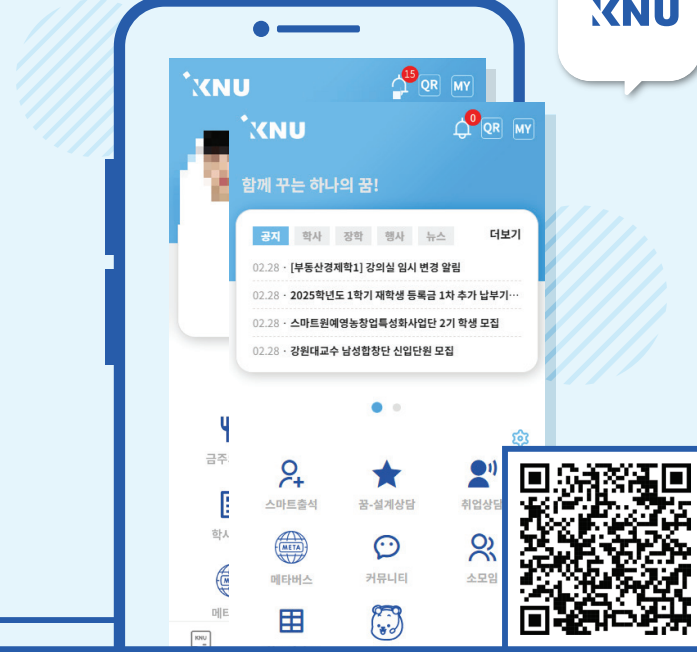 KNU
KNU
15
QR
MY
KNU
0
QR
MY
함께 꾸는 하나의 꿈!
공지 학사 장학 행사 뉴스 더보기
02.28 · [부동산경제학1] 강의실 임시 변경 알림
02.28 · 2025학년도 1학기 재학생 등록금 1차 추가 납부기…
02.28 · 스마트원예영농창업특성화사업단 2기 학생 모집
02.28 · 강원대교수 남성합창단 신입단원 모집
금주
스마트출석 꿈-설계상담 취업상담
학사
META
메타버스 커뮤니티 소모임
KNU